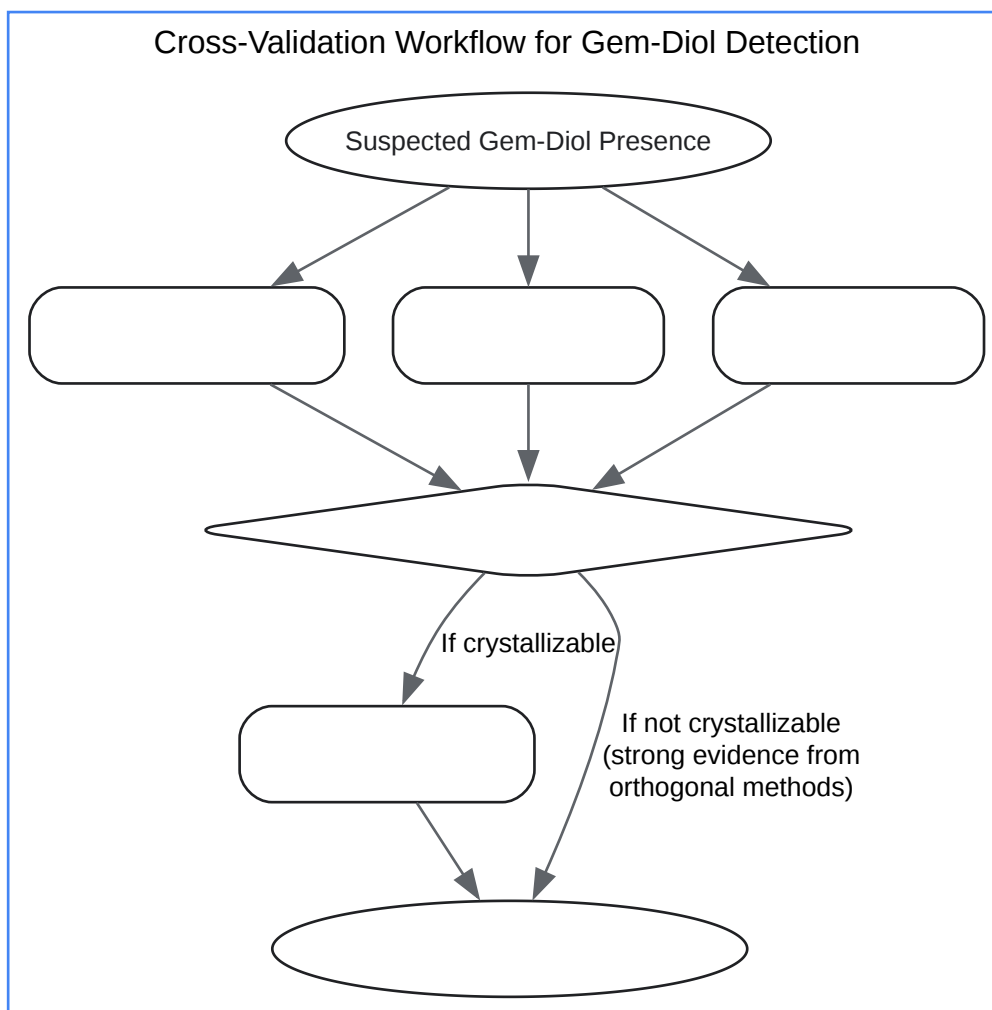 Cross-Validation Workflow for Gem-Diol Detection
Suspected Gem-Diol Presence
If crystallizable
If not crystallizable
(strong evidence from
orthogonal methods)